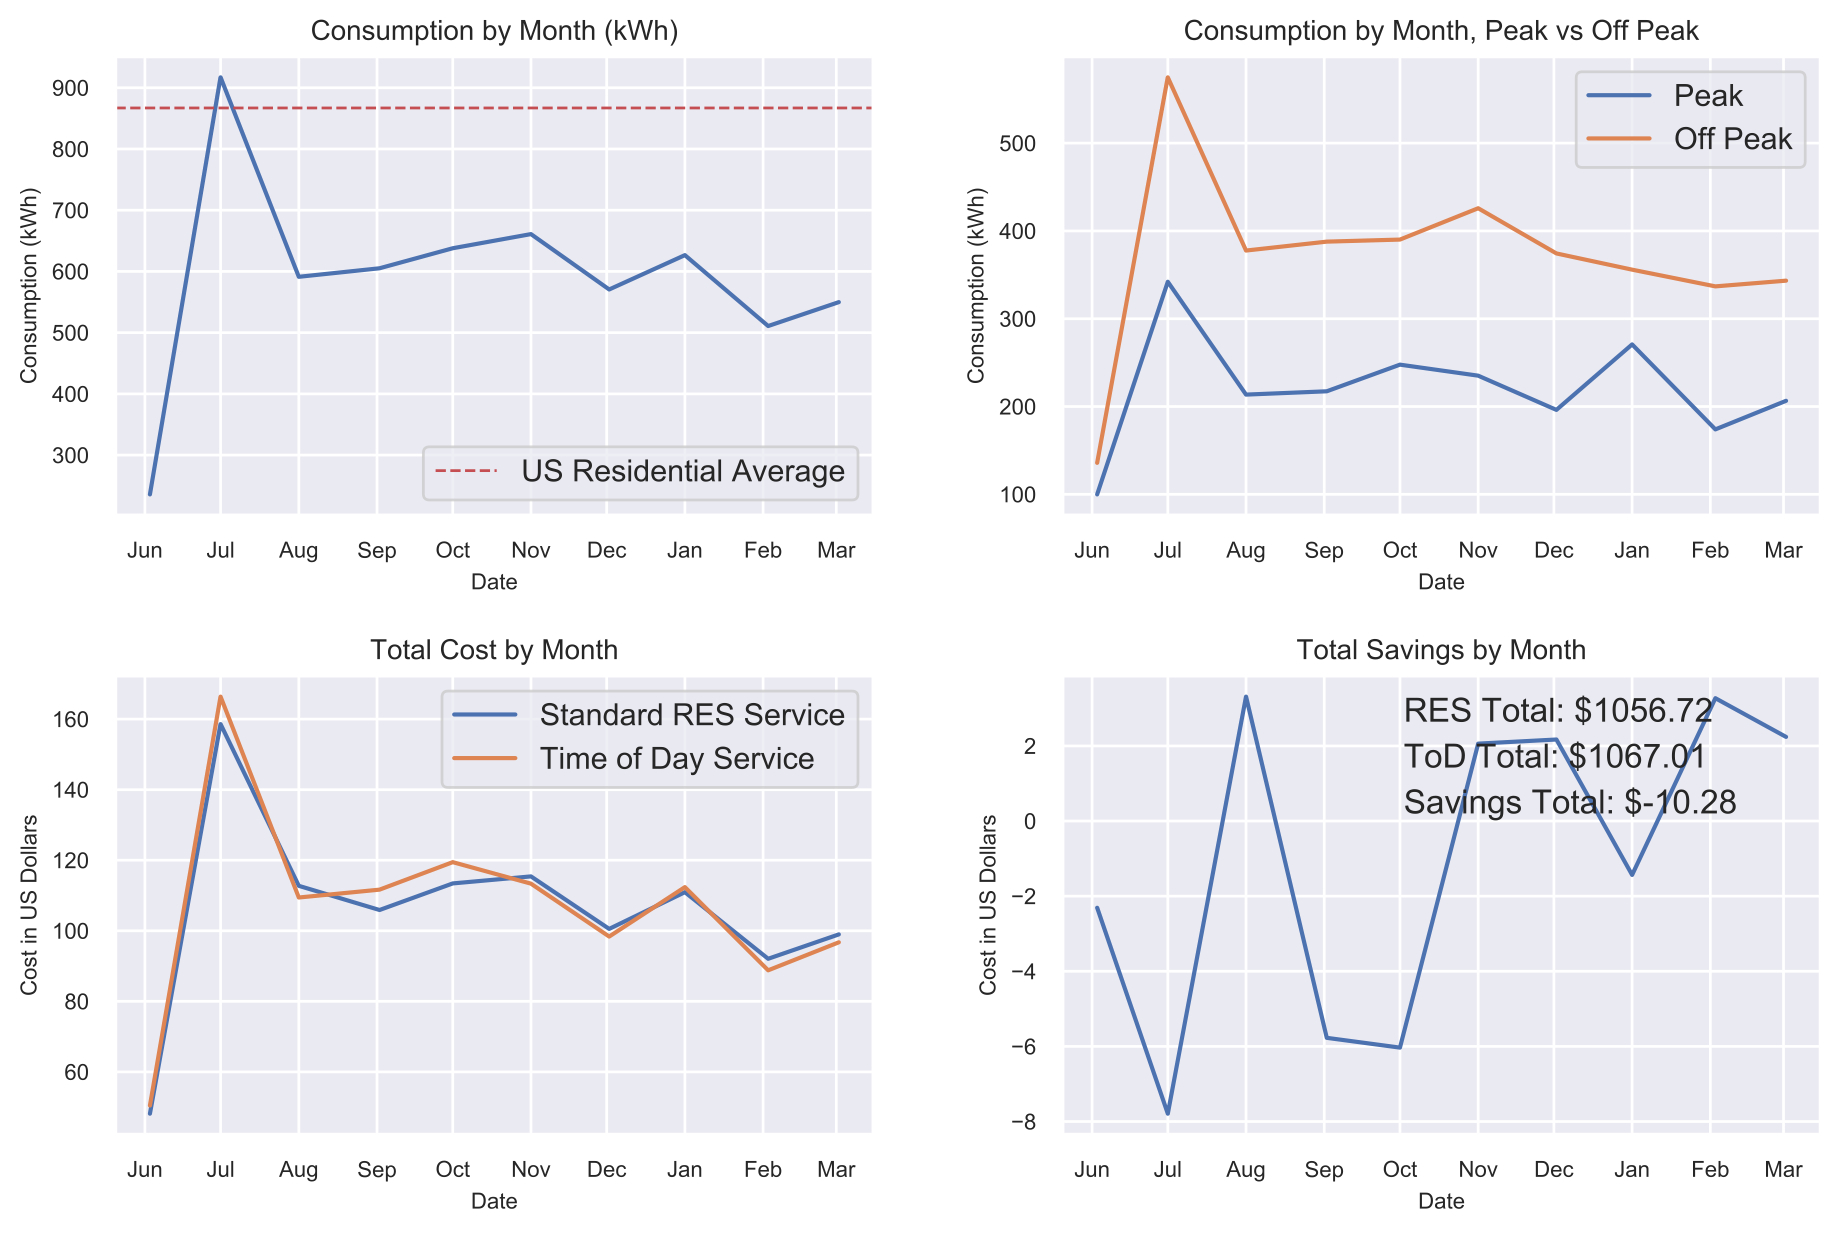 Consumption by Month (kWh)
Consumption (kWh)
900
800
700
600
500
400
300
US Residential Average
Jun Jul Aug Sep Oct Nov Dec Jan Feb Mar
Date
Consumption by Month, Peak vs Off Peak
Consumption (kWh)
500
400
300
200
100
Peak
Off Peak
Jun Jul Aug Sep Oct Nov Dec Jan Feb Mar
Date
Total Cost by Month
Cost in US Dollars
160
140
120
100
80
60
Standard RES Service
Time of Day Service
Jun Jul Aug Sep Oct Nov Dec Jan Feb Mar
Date
Total Savings by Month
Cost in US Dollars
2
0
−2
−4
−6
−8
RES Total: $1056.72
ToD Total: $1067.01
Savings Total: $-10.28
Jun Jul Aug Sep Oct Nov Dec Jan Feb Mar
Date